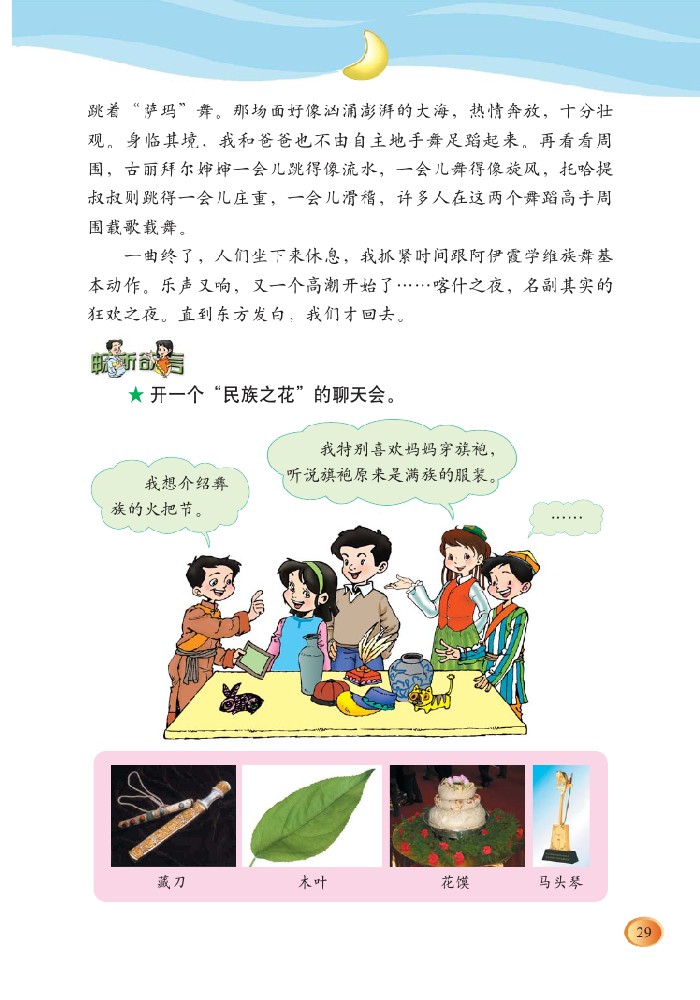 跳着“萨玛”舞。那场面好像汹涌澎湃的大海，热情奔放，十分壮
观。身临其境，我和爸爸也不由自主地手舞足蹈起来。再看看周
围，古丽拜尔婶婶一会儿跳得像流水，一会儿舞得像旋风，托哈提
叔叔则跳得一会儿庄重，一会儿滑稽，许多人在这两个舞蹈高手周
围载歌载舞。
一曲终了，人们坐下来休息，我抓紧时间跟阿伊霞学维族舞基
本动作。乐声又响，又一个高潮开始了……喀什之夜，名副其实的
狂欢之夜。直到东方发白，我们才回去。
畅所欲言
★ 开一个“民族之花”的聊天会。
我特别喜欢妈妈穿旗袍，
听说旗袍原来是满族的服装。
我想介绍彝
族的火把节。
……
藏刀 木叶 花馍 马头琴
29